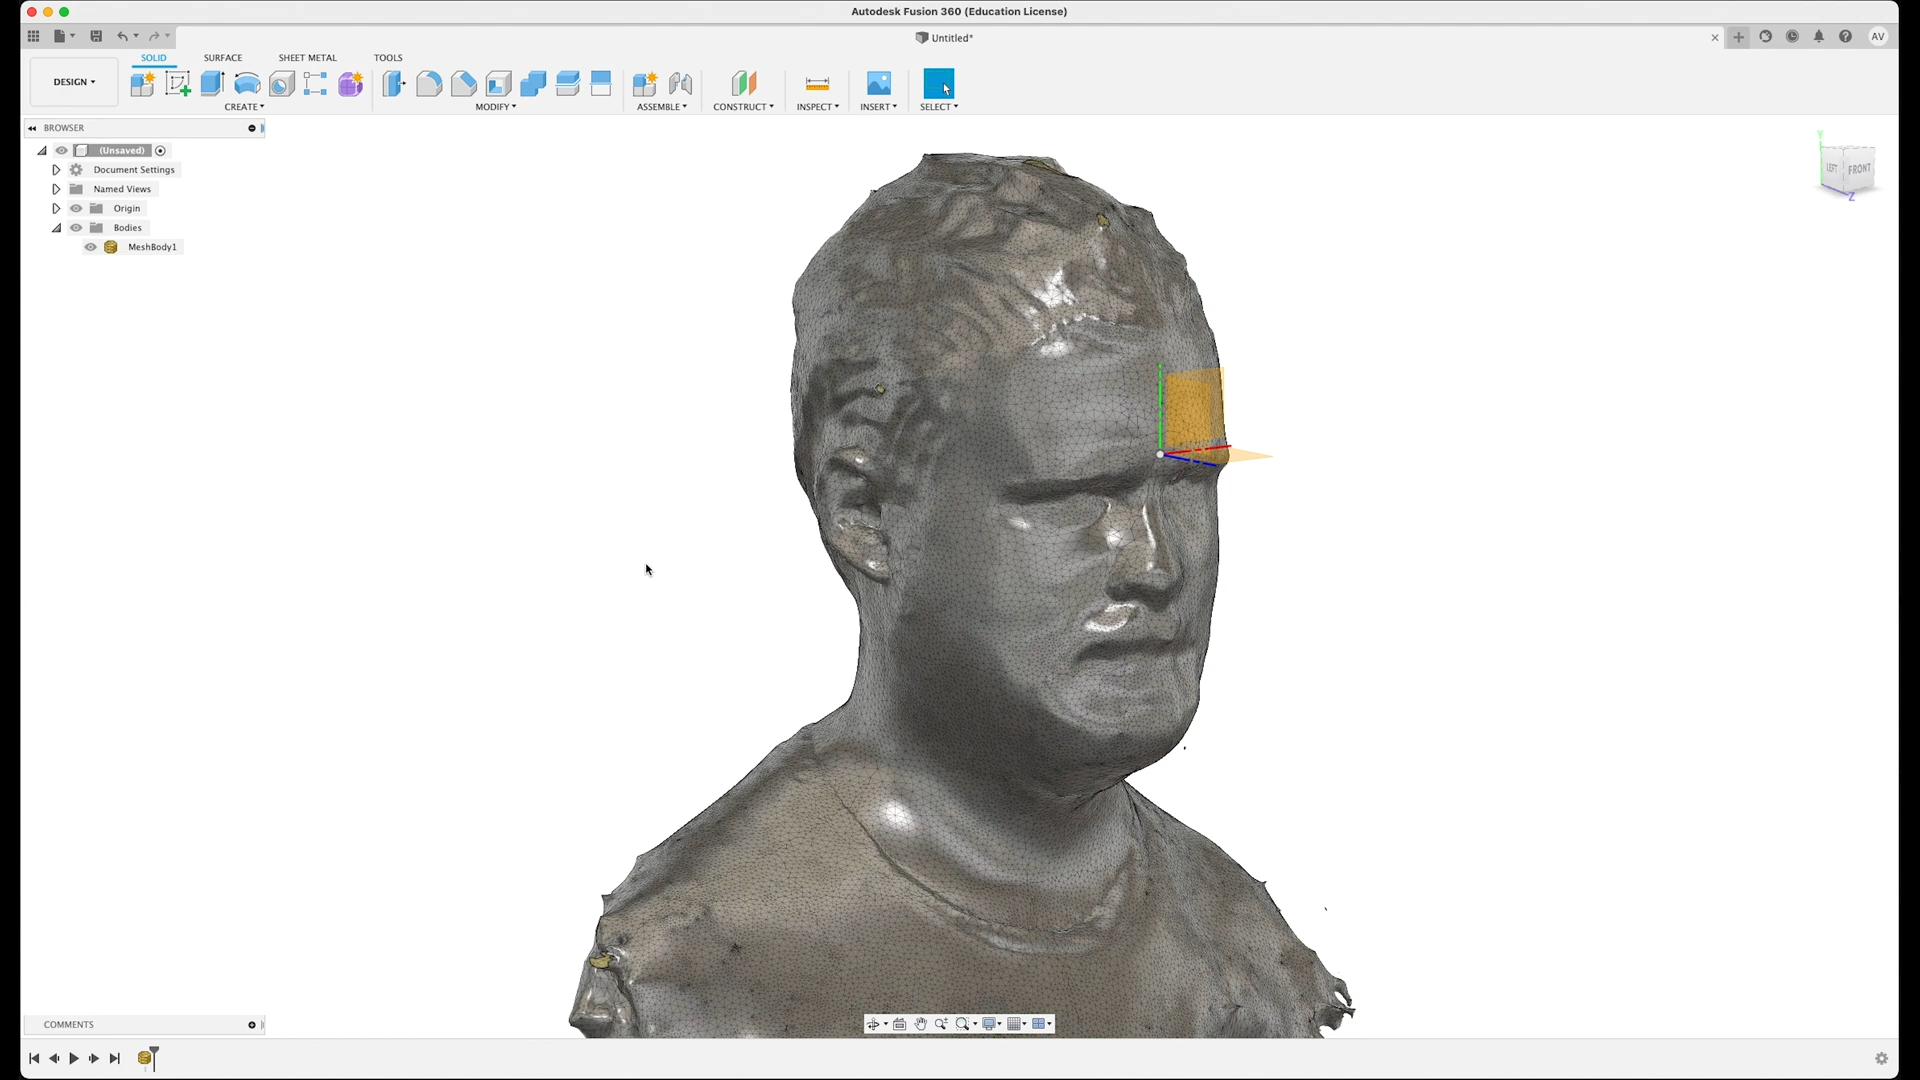 Autodesk Fusion 360 (Education License)
Untitled*
AV
SOLID SURFACE SHEET METAL TOOLS
DESIGN
CREATE MODIFY ASSEMBLE CONSTRUCT INSPECT INSERT SELECT
BROWSER
(Unsaved)
Document Settings
Named Views
Origin
Bodies
MeshBody1
Y
LEFT FRONT
Z
COMMENTS